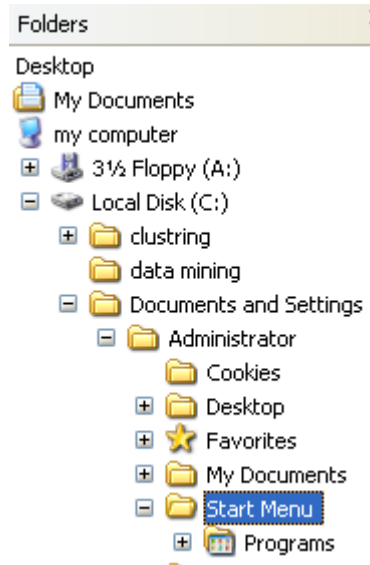 Folders
Desktop
My Documents
my computer
3½ Floppy (A:)
Local Disk (C:)
clustring
data mining
Documents and Settings
Administrator
Cookies
Desktop
Favorites
My Documents
Start Menu
Programs